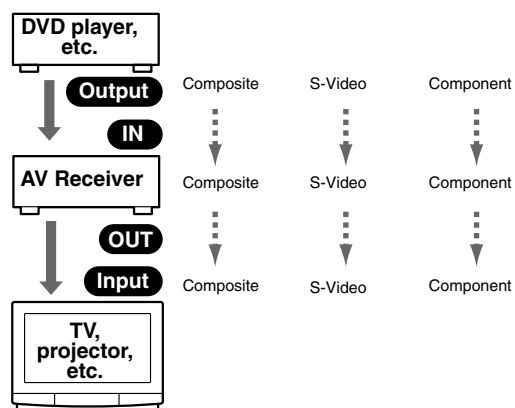 DVD player,
etc.
Output
Composite S-Video Component
IN
AV Receiver
Composite S-Video Component
OUT
Input
Composite S-Video Component
TV,
projector,
etc.